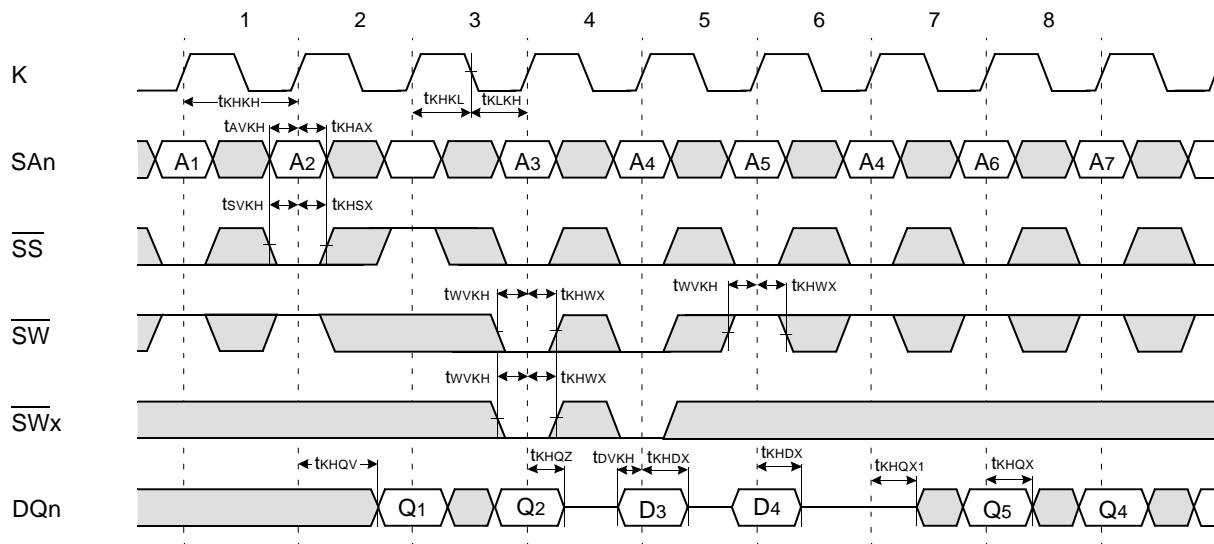 1 2 3 4 5 6 7 8
K
tKHKH tKHKL tKLKH
tAVKH tKHAX
SAn A1 A2 A3 A4 A5 A4 A6 A7
tSVKH tKHSX
SS
tWVKH tKHWX tWVKH tKHWX
SW
tWVKH tKHWX
SWx
tKHQV tKHQZ tDVKH tKHDX tKHDX tKHQX1 tKHQX
DQn Q1 Q2 D3 D4 Q5 Q4